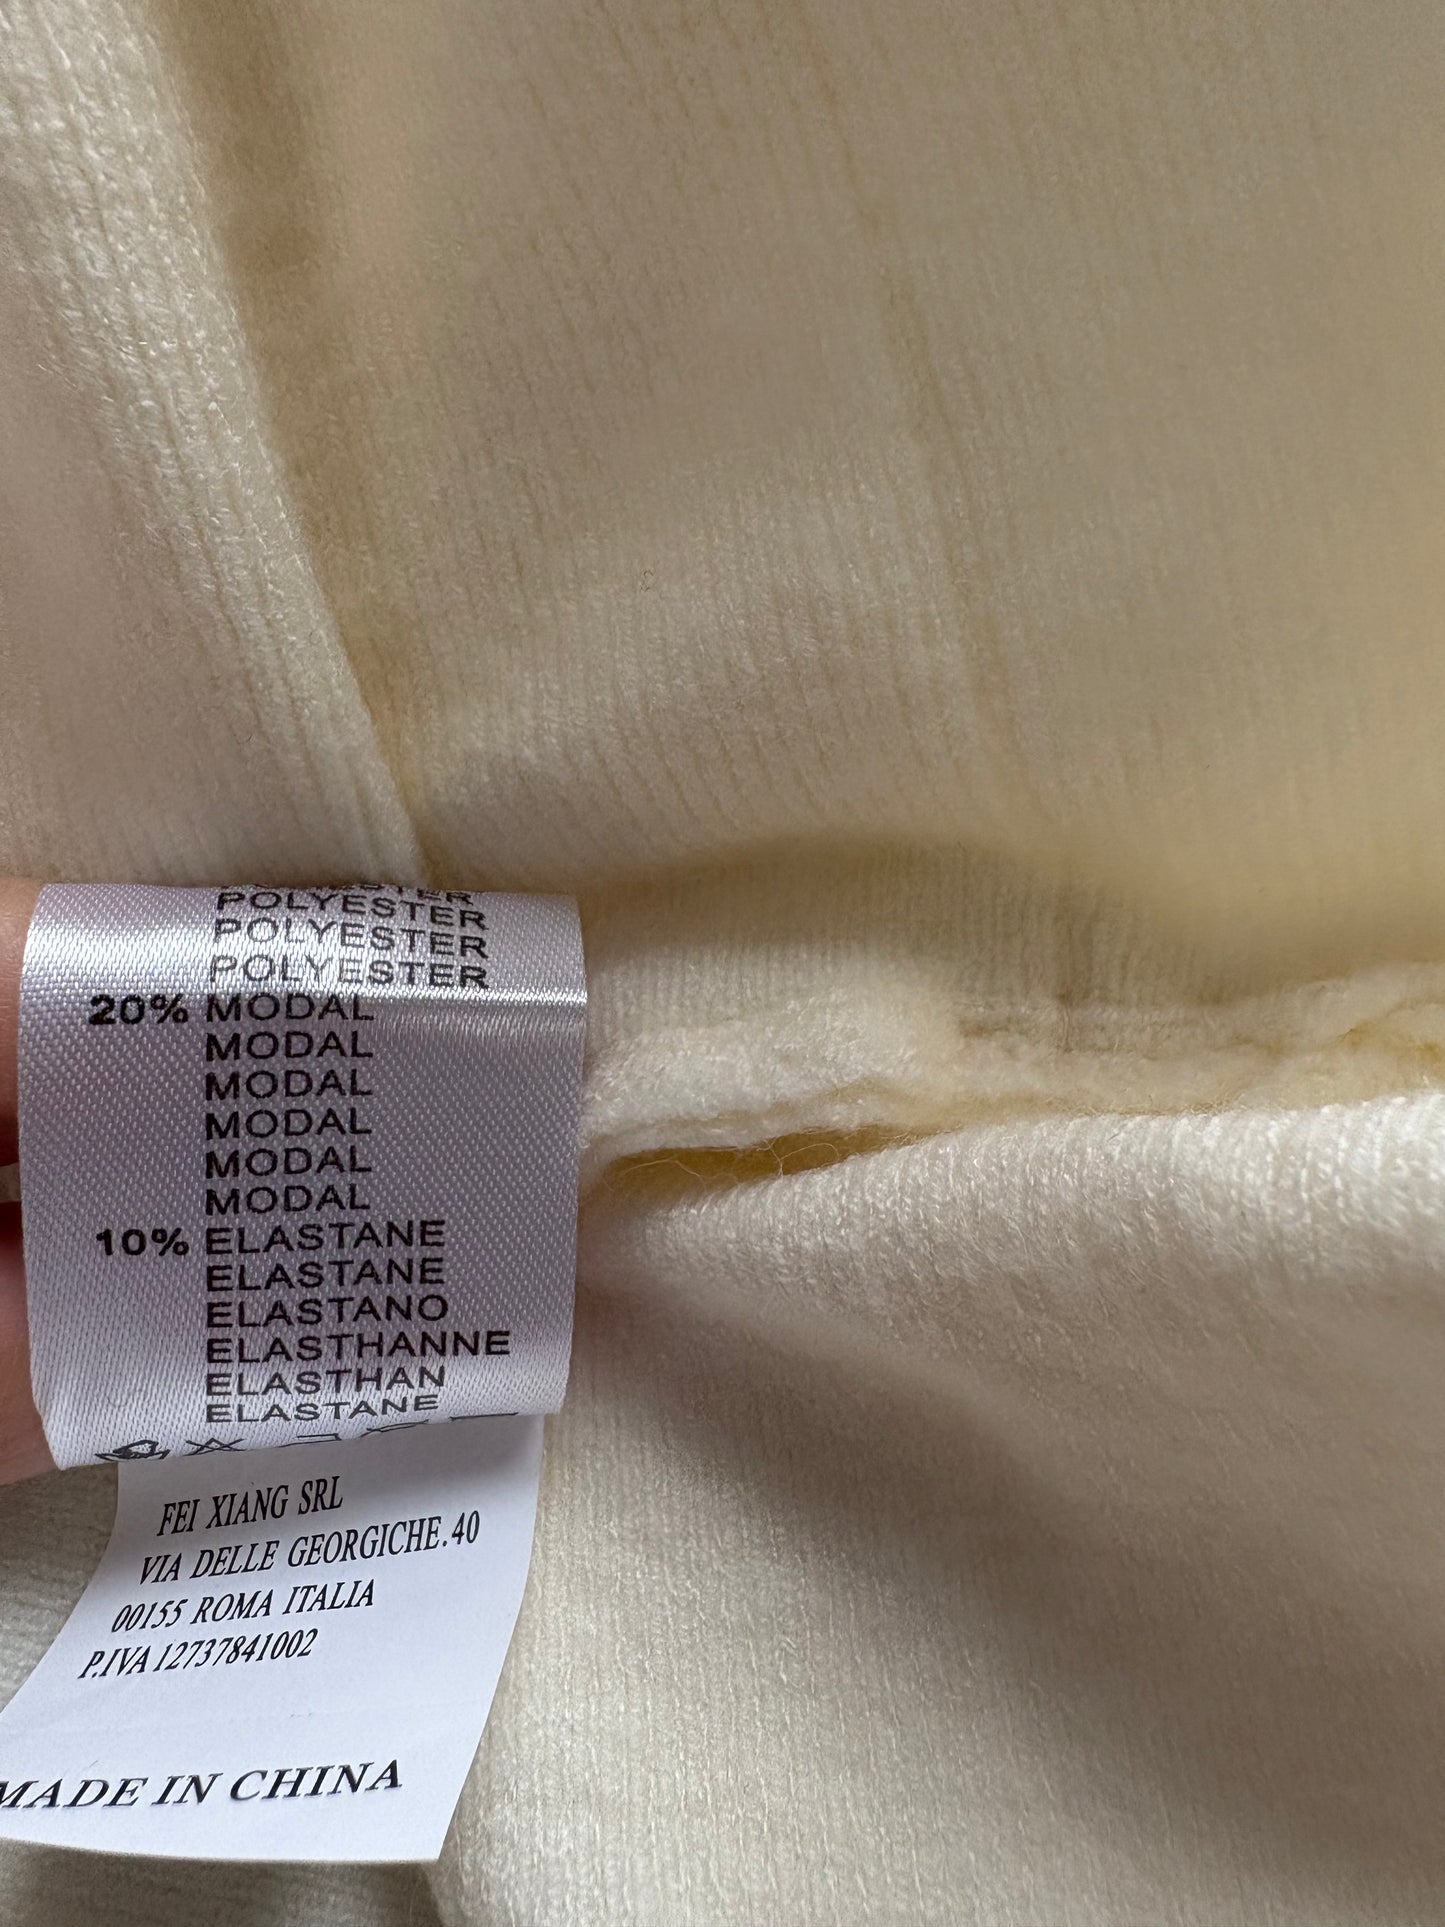 POLYESTER
POLYESTER
POLYESTER
POLYESTER
20% MODAL
MODAL
MODAL
MODAL
MODAL
MODAL
10% ELASTANE
ELASTANE
ELASTANO
ELASTHANNE
ELASTHAN
ELASTANE
FEI XIANG SRL
VIA DELLE GEORGICHE.40
00155 ROMA ITALIA
P.IVA 12737841002
MADE IN CHINA